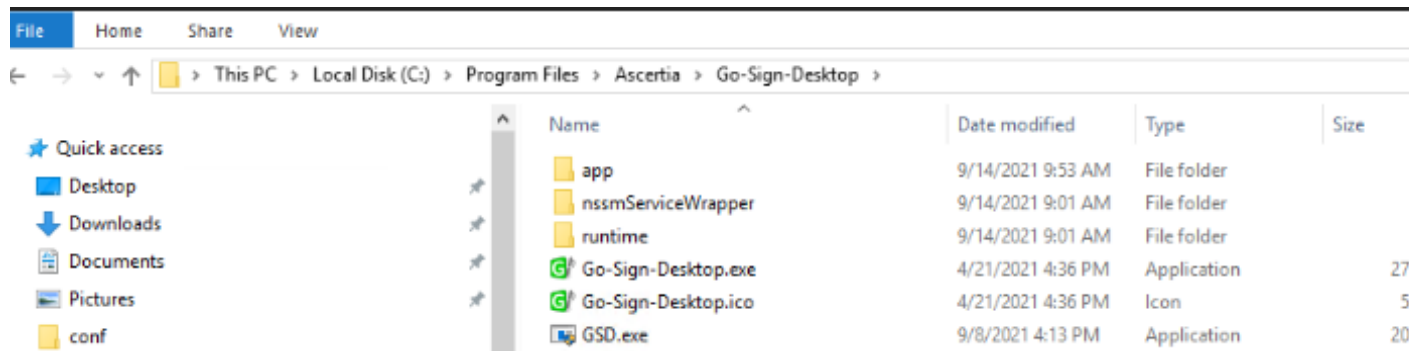 File Home Share View
This PC > Local Disk (C:) > Program Files > Ascertia > Go-Sign-Desktop >
Name Date modified Type Size
Quick access
Desktop
Downloads
Documents
Pictures
conf
app 9/14/2021 9:53 AM File folder
nssmServiceWrapper 9/14/2021 9:01 AM File folder
runtime 9/14/2021 9:01 AM File folder
Go-Sign-Desktop.exe 4/21/2021 4:36 PM Application 27
Go-Sign-Desktop.ico 4/21/2021 4:36 PM Icon 5
GSD.exe 9/8/2021 4:13 PM Application 20